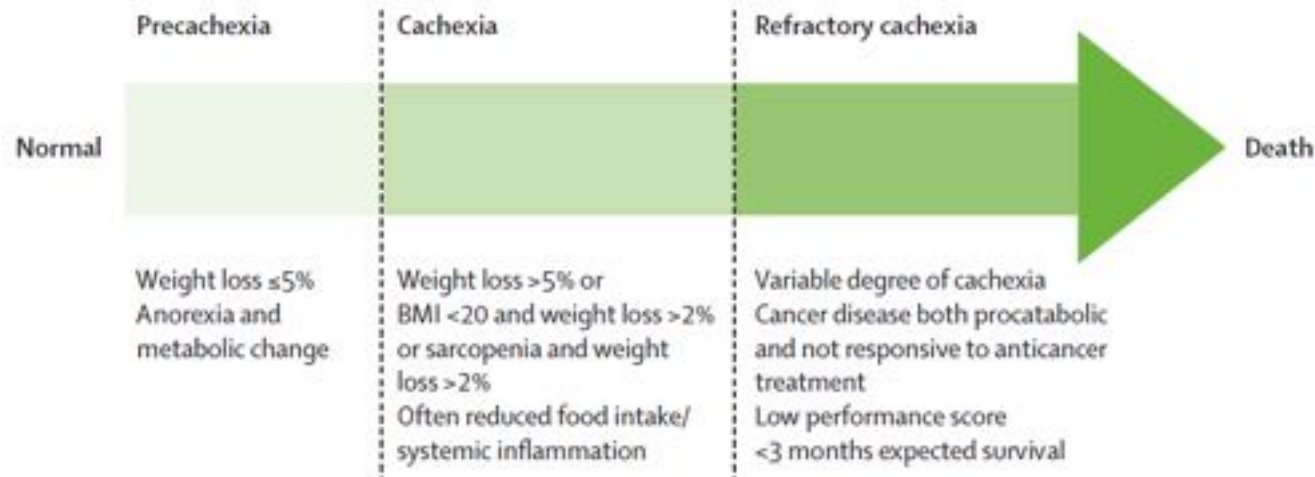 Precachexia
Cachexia
Refractory cachexia
Normal
Death
Weight loss ≤5%
Anorexia and
metabolic change
Weight loss >5% or
BMI <20 and weight loss >2%
or sarcopenia and weight
loss >2%
Often reduced food intake/
systemic inflammation
Variable degree of cachexia
Cancer disease both procatabolic
and not responsive to anticancer
treatment
Low performance score
<3 months expected survival